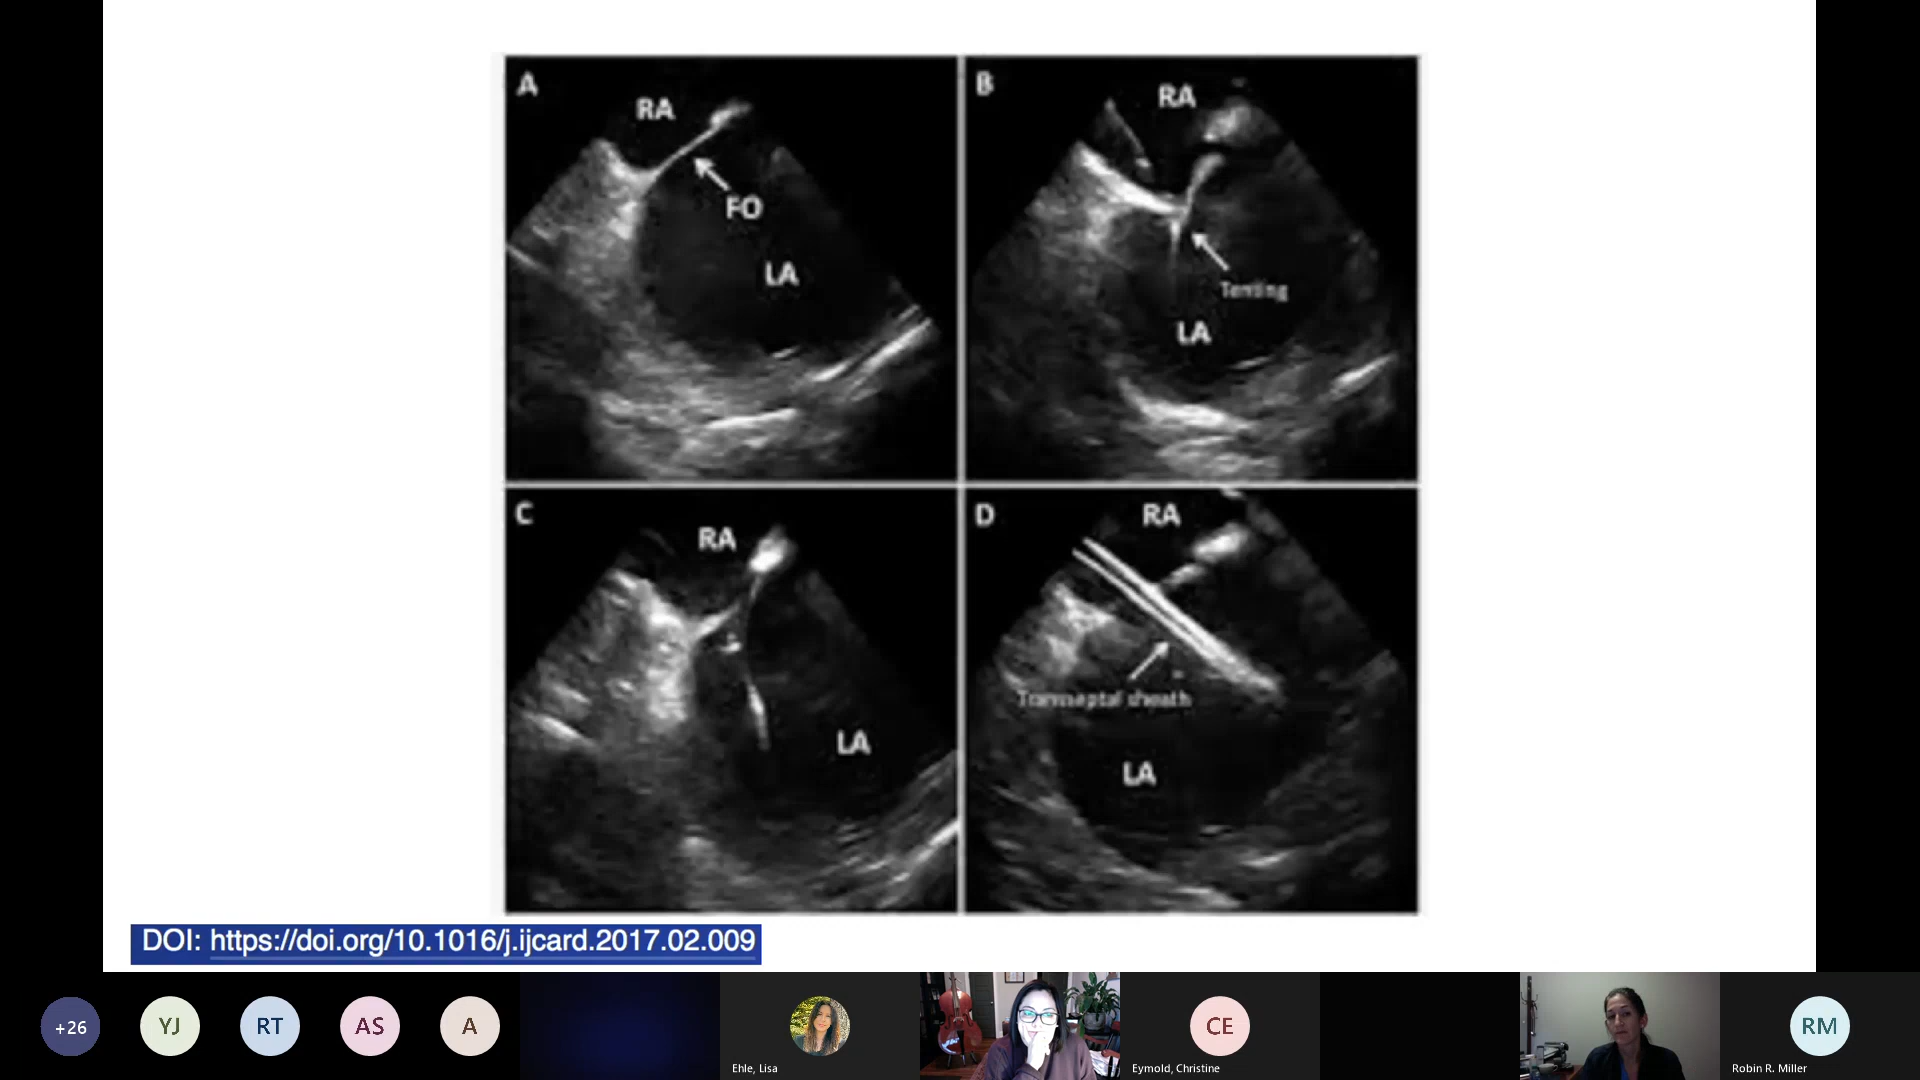 A
RA
FO
LA
B
RA
Tenting
LA
C
RA
LA
D
RA
Transseptal sheath
LA
DOI: https://doi.org/10.1016/j.ijcard.2017.02.009
+26
YJ
RT
AS
A
Ehle, Lisa
CE
Eymold, Christine
RM
Robin R. Miller